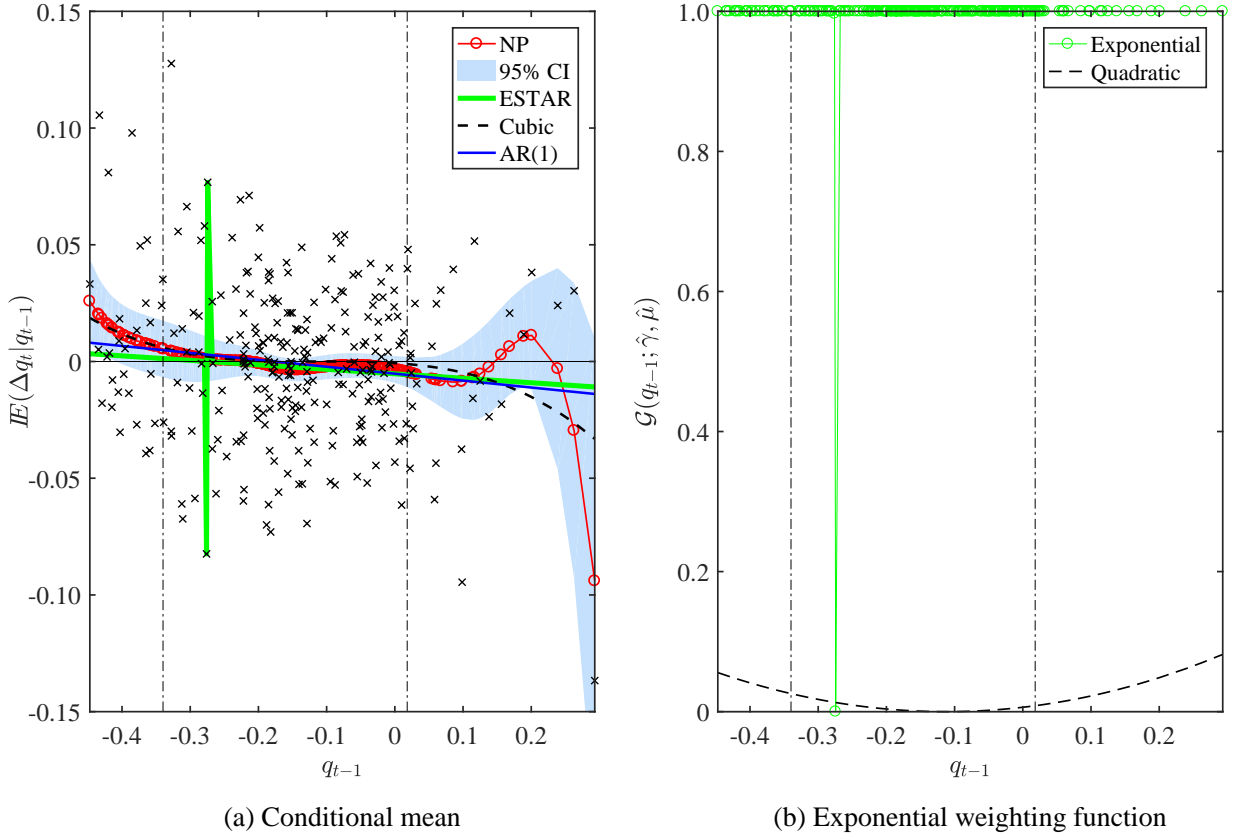 0.15
0.10
0.05
0
-0.05
-0.10
-0.15
-0.4
-0.3
-0.2
-0.1
0
0.1
0.2
q_{t−1}
IE(Δq_t|q_{t−1})
NP
95% CI
ESTAR
Cubic
AR(1)
(a) Conditional mean
1.0
0.8
0.6
0.4
0.2
0
-0.4
-0.3
-0.2
-0.1
0
0.1
0.2
q_{t−1}
G(q_{t−1}; γ̂, μ̂)
Exponential
Quadratic
(b) Exponential weighting function